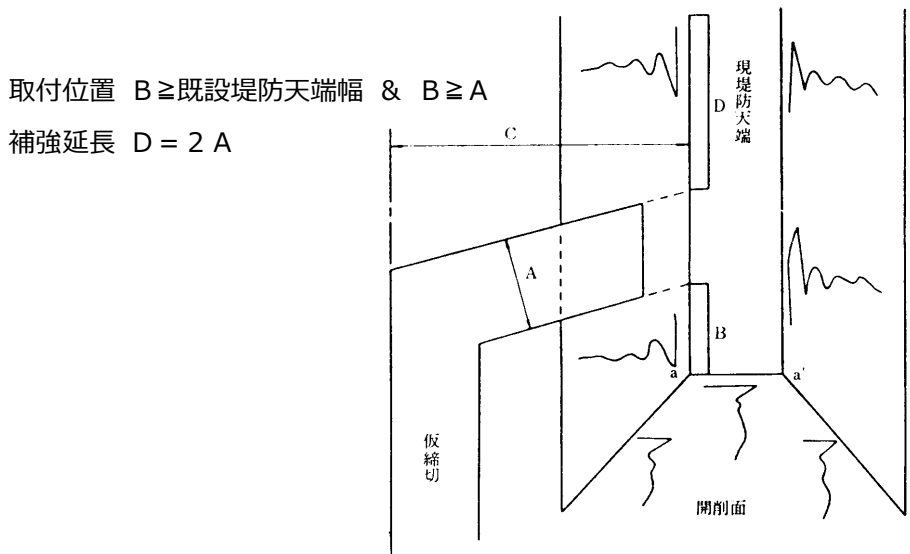 取付位置 B≧既設堤防天端幅 & B≧A
補強延長 D=2A
C
D
現堤防天端
A
B
a
a′
仮締切
開削面